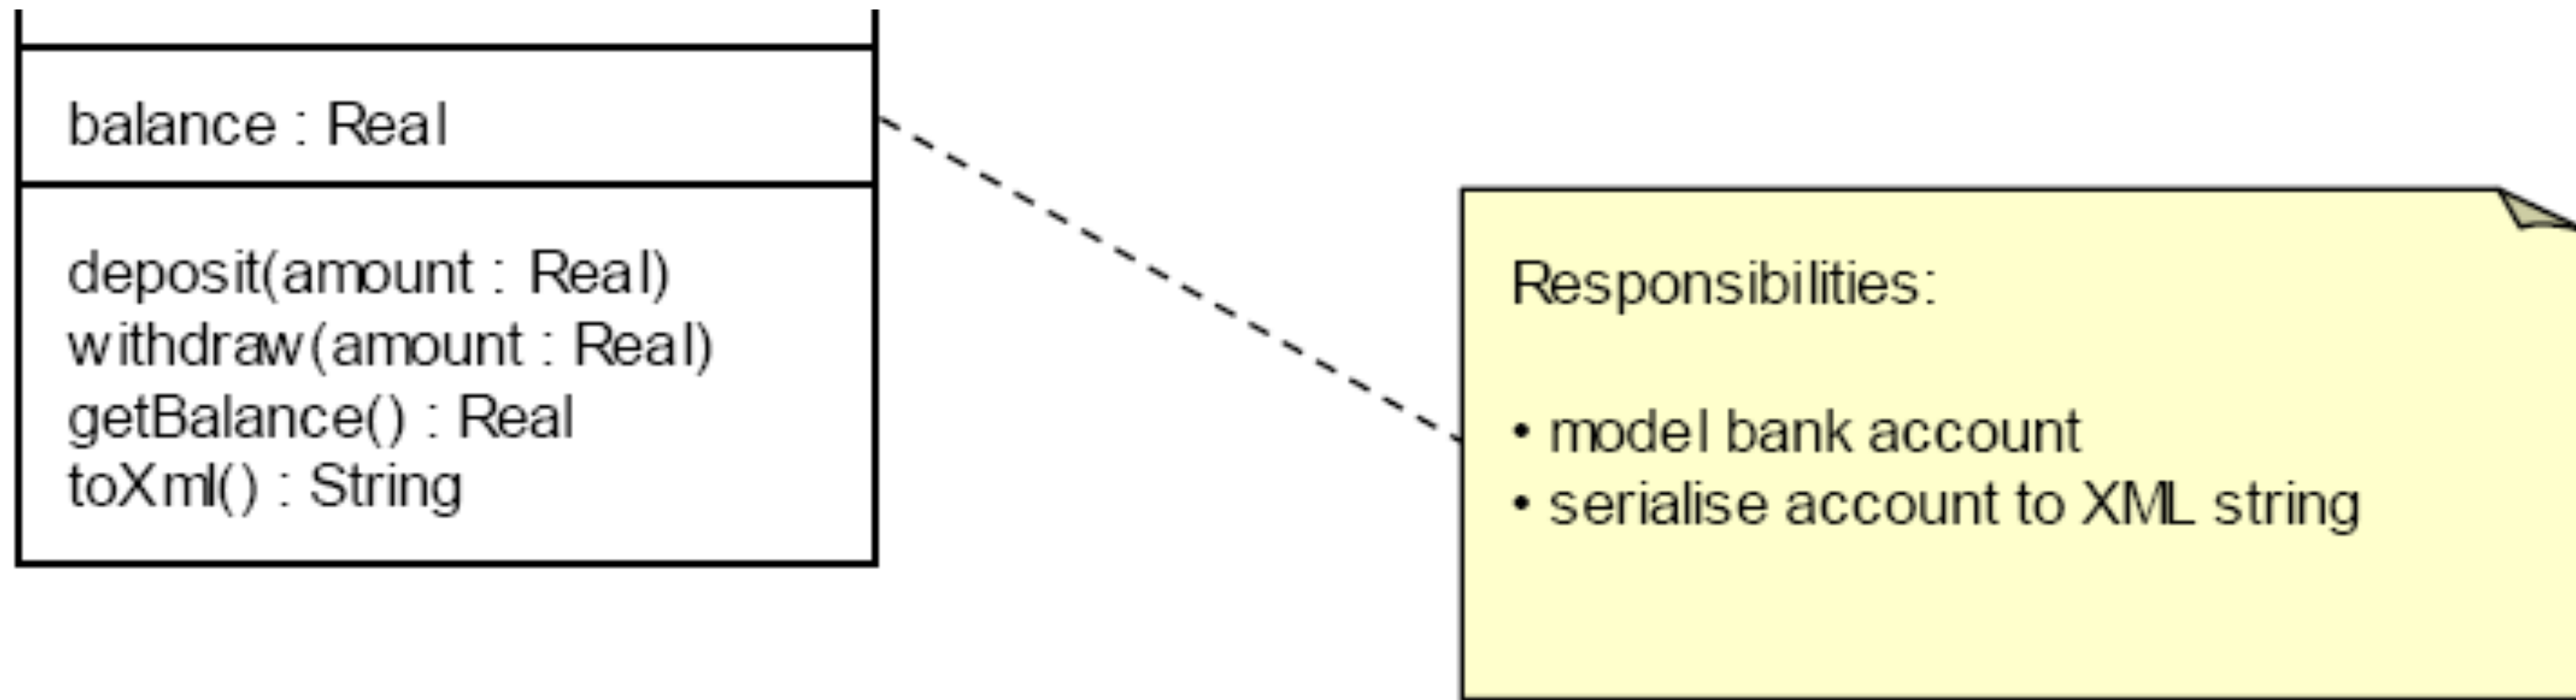 balance : Real
deposit(amount : Real)
withdraw(amount : Real)
getBalance() : Real
toXml() : String
Responsibilities:
• model bank account
• serialise account to XML string